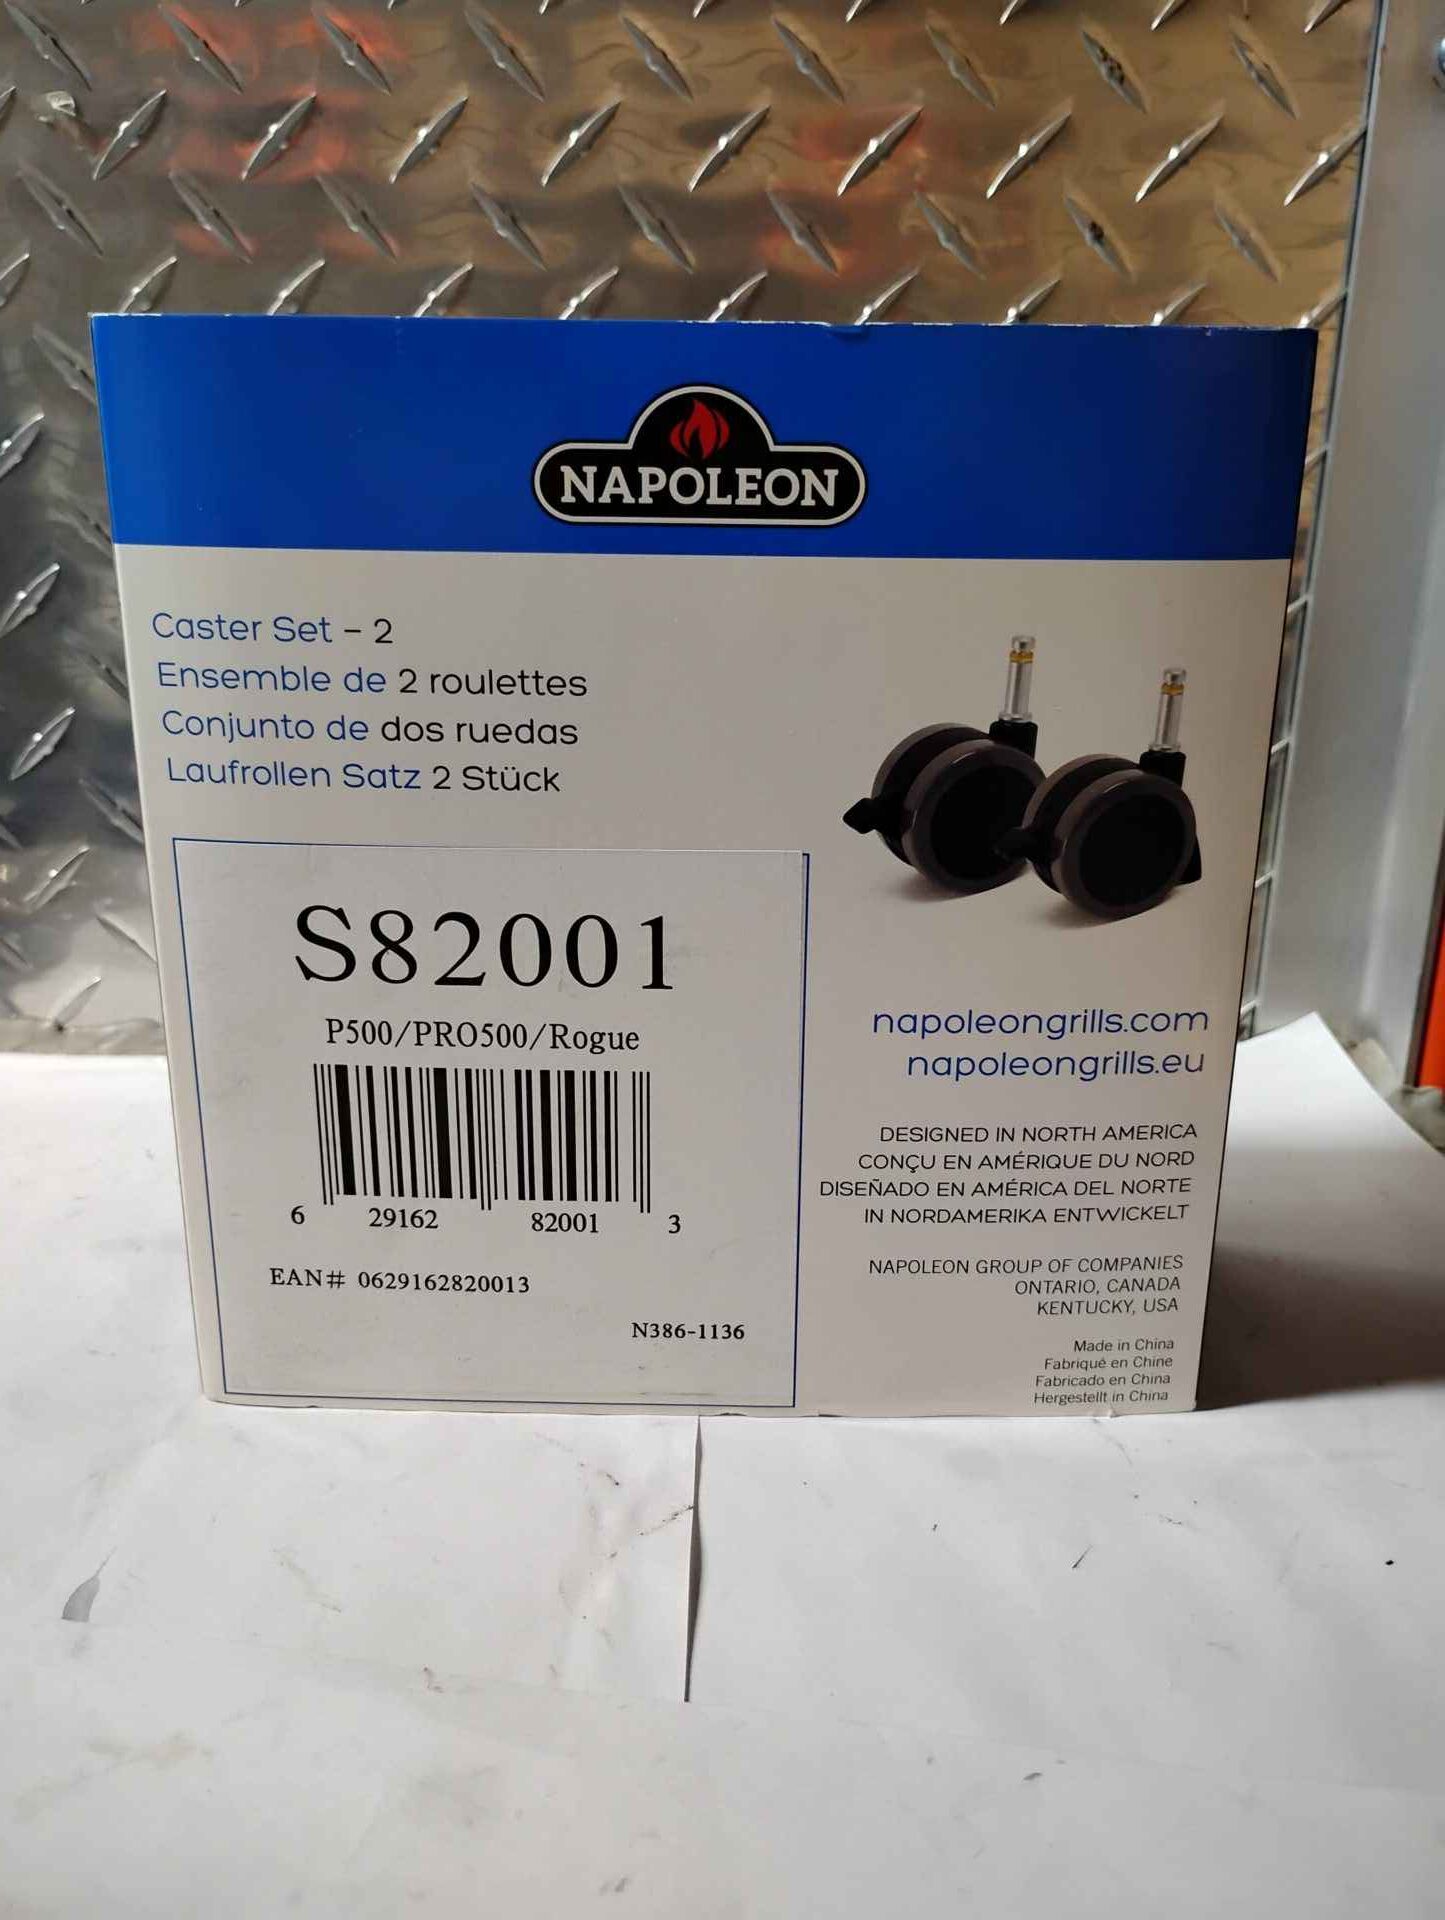 NAPOLEON
Caster Set – 2
Ensemble de 2 roulettes
Conjunto de dos ruedas
Laufrollen Satz 2 Stück
S82001
P500/PRO500/Rogue
6 29162 82001 3
EAN# 0629162820013
N386-1136
napoleongrills.com
napoleongrills.eu
DESIGNED IN NORTH AMERICA
CONÇU EN AMÉRIQUE DU NORD
DISEÑADO EN AMÉRICA DEL NORTE
IN NORDAMERIKA ENTWICKELT
NAPOLEON GROUP OF COMPANIES
ONTARIO, CANADA
KENTUCKY, USA
Made in China
Fabriqué en Chine
Fabricado en China
Hergestellt in China